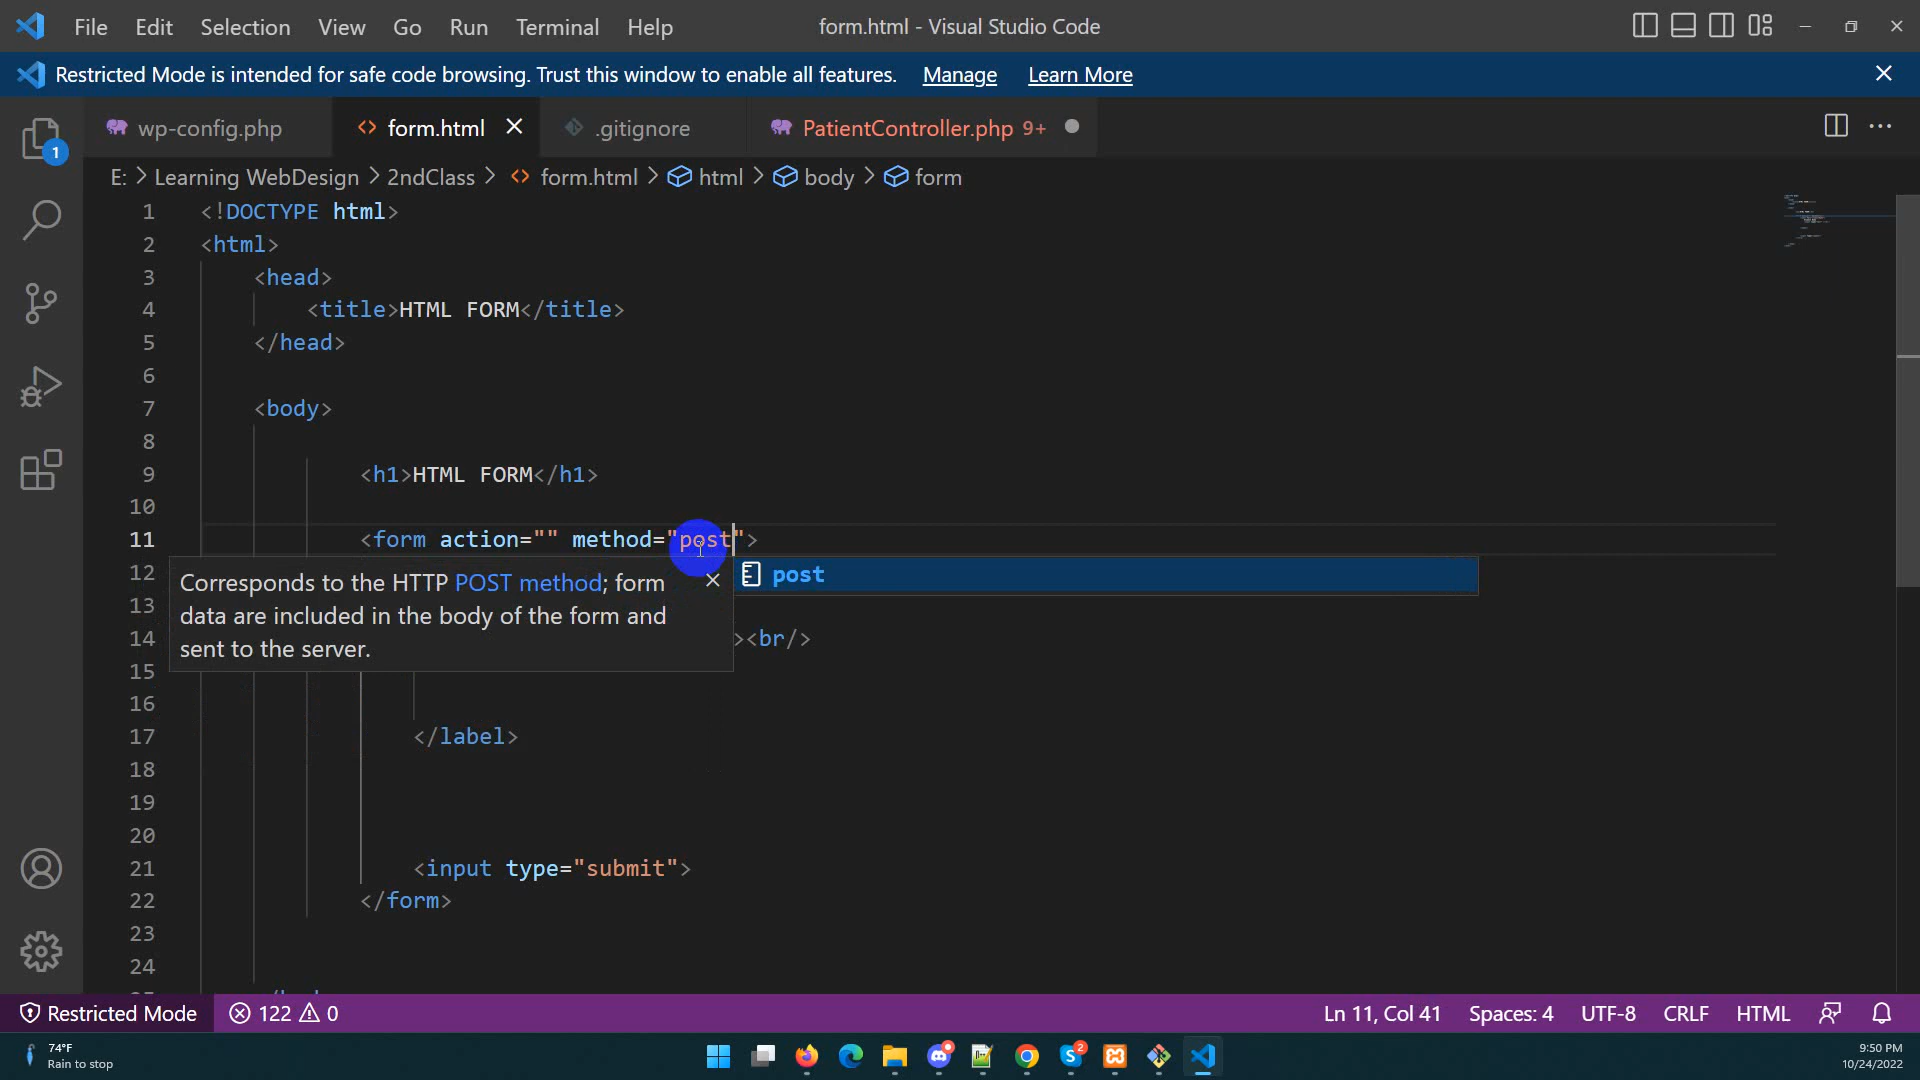 File Edit Selection View Go Run Terminal Help form.html - Visual Studio Code
Restricted Mode is intended for safe code browsing. Trust this window to enable all features. Manage Learn More
wp-config.php form.html .gitignore PatientController.php 9+
E: > Learning WebDesign > 2ndClass > form.html > html > body > form
1 <!DOCTYPE html>
2 <html>
3 <head>
4 <title>HTML FORM</title>
5 </head>
6
7 <body>
8
9 <h1>HTML FORM</h1>
10
11 <form action="" method="post">
12 Corresponds to the HTTP POST method; form post
13 data are included in the body of the form and
14 sent to the server. ><br/>
15
16
17 </label>
18
19
20
21 <input type="submit">
22 </form>
23
24
1
Restricted Mode 122 0 Ln 11, Col 41 Spaces: 4 UTF-8 CRLF HTML
74°F
Rain to stop
2
9:50 PM
10/24/2022